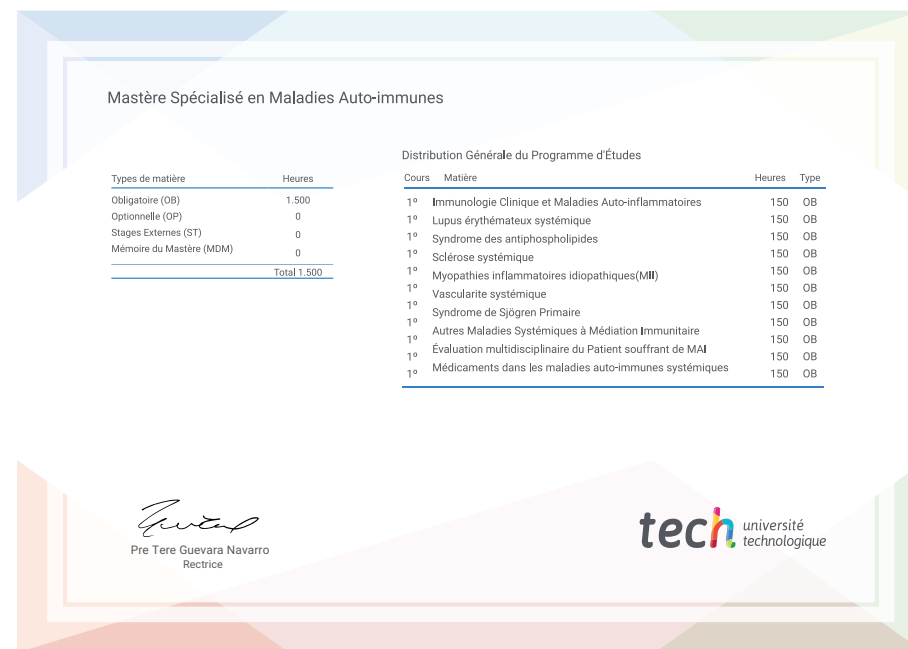 Mastère Spécialisé en Maladies Auto-immunes
Types de matière Heures
Obligatoire (OB) 1.500
Optionnelle (OP) 0
Stages Externes (ST) 0
Mémoire du Mastère (MDM) 0
Total 1.500
Distribution Générale du Programme d'Études
Cours Matière Heures Type
1º Immunologie Clinique et Maladies Auto-inflammatoires 150 OB
1º Lupus érythémateux systémique 150 OB
1º Syndrome des antiphospholipides 150 OB
1º Sclérose systémique 150 OB
1º Myopathies inflammatoires idiopathiques(MII) 150 OB
1º Vascularite systémique 150 OB
1º Syndrome de Sjögren Primaire 150 OB
1º Autres Maladies Systémiques à Médiation Immunitaire 150 OB
1º Évaluation multidisciplinaire du Patient souffrant de MAI 150 OB
1º Médicaments dans les maladies auto-immunes systémiques 150 OB
1º 150 OB
Pre Tere Guevara Navarro
Rectrice
tech université technologique